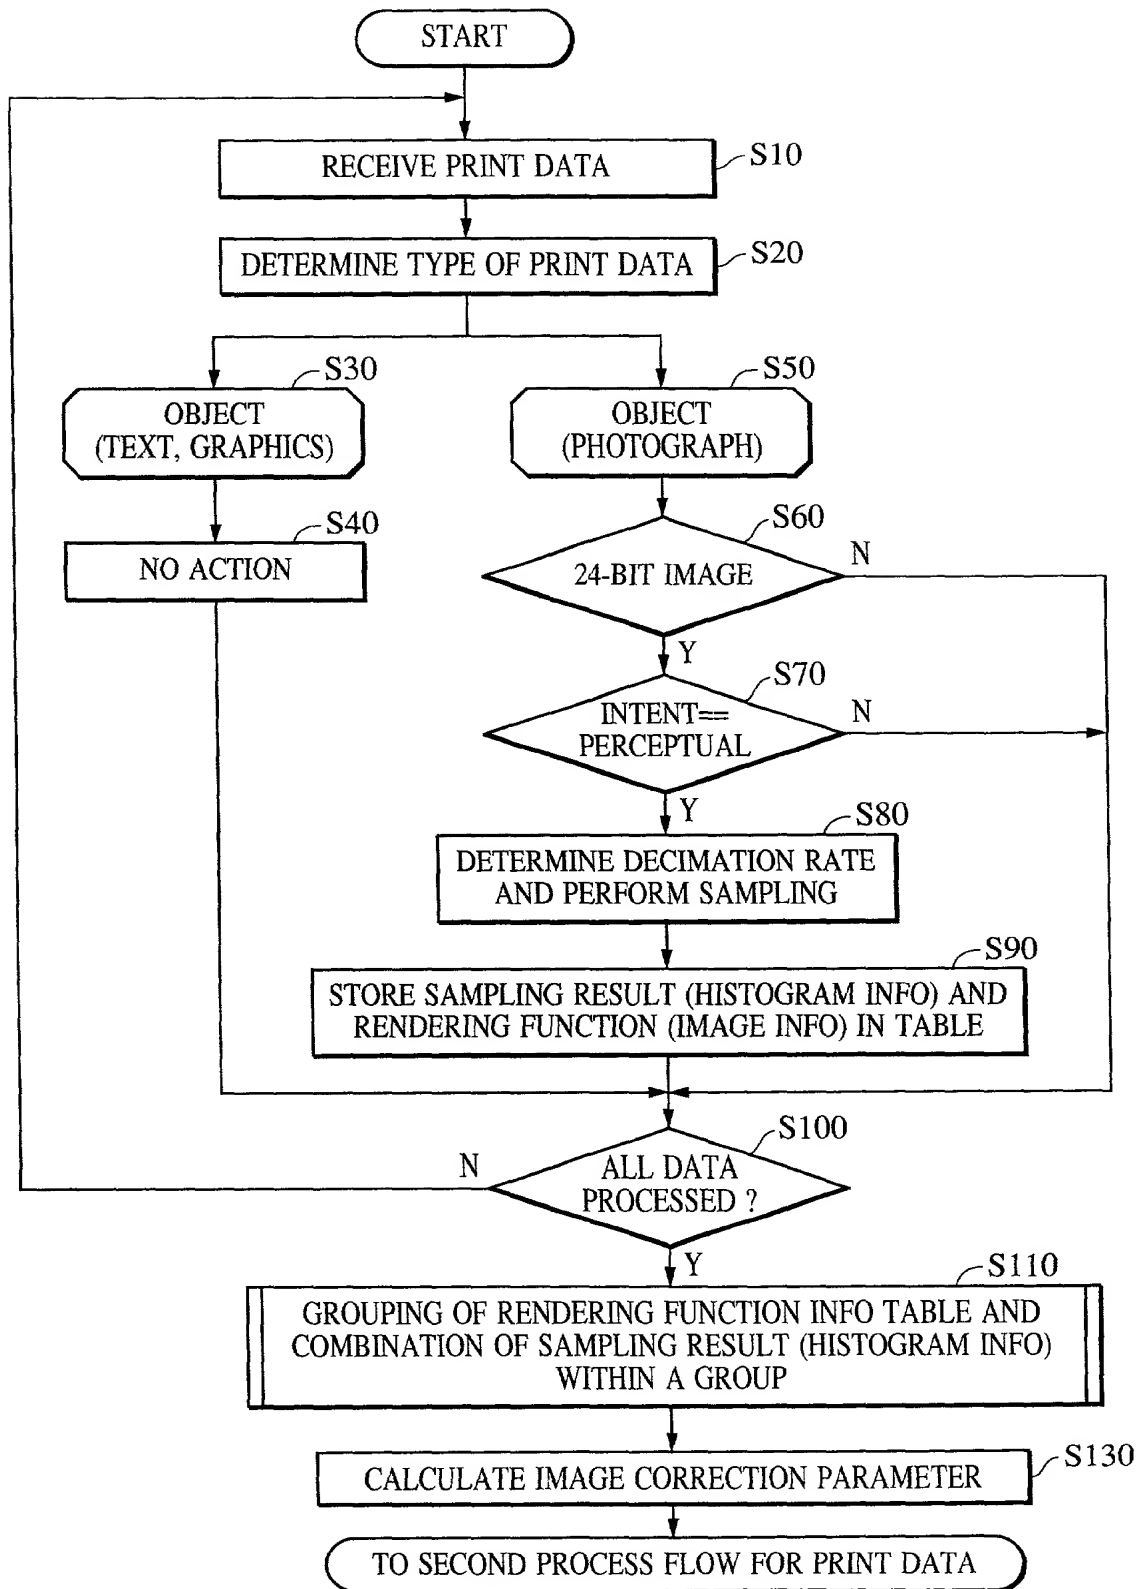 START
RECEIVE PRINT DATA
S10
DETERMINE TYPE OF PRINT DATA
S20
S30
OBJECT
(TEXT, GRAPHICS)
S50
OBJECT
(PHOTOGRAPH)
S40
NO ACTION
S60
24-BIT IMAGE
N
Y
S70
INTENT==
PERCEPTUAL
N
Y
S80
DETERMINE DECIMATION RATE
AND PERFORM SAMPLING
S90
STORE SAMPLING RESULT (HISTOGRAM INFO) AND
RENDERING FUNCTION (IMAGE INFO) IN TABLE
S100
ALL DATA
PROCESSED ?
N
Y
S110
GROUPING OF RENDERING FUNCTION INFO TABLE AND
COMBINATION OF SAMPLING RESULT (HISTOGRAM INFO)
WITHIN A GROUP
S130
CALCULATE IMAGE CORRECTION PARAMETER
TO SECOND PROCESS FLOW FOR PRINT DATA